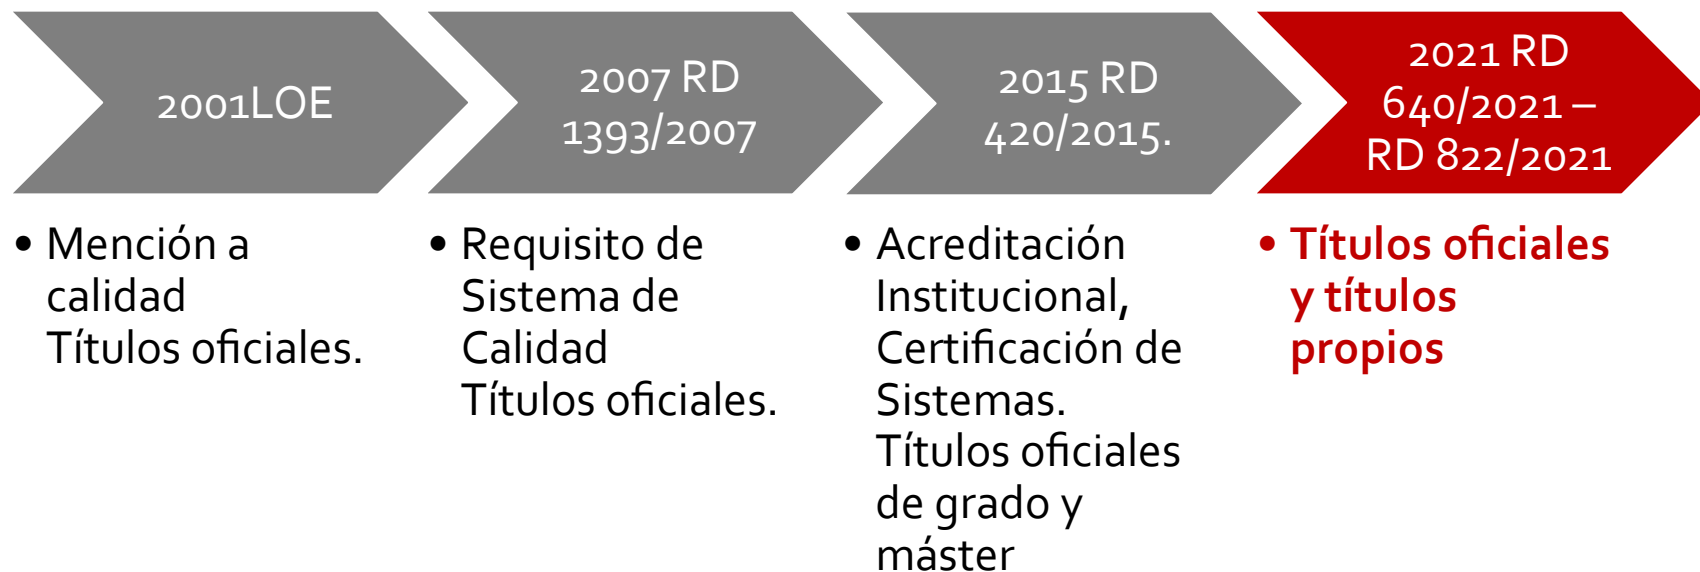 2001LOE
2007 RD
1393/2007
2015 RD
420/2015.
2021 RD
640/2021 –
RD 822/2021
• Mención a
calidad
Títulos oficiales.
• Requisito de
Sistema de
Calidad
Títulos oficiales.
• Acreditación
Institucional,
Certificación de
Sistemas.
Títulos oficiales
de grado y
máster
• Títulos oficiales
y títulos
propios